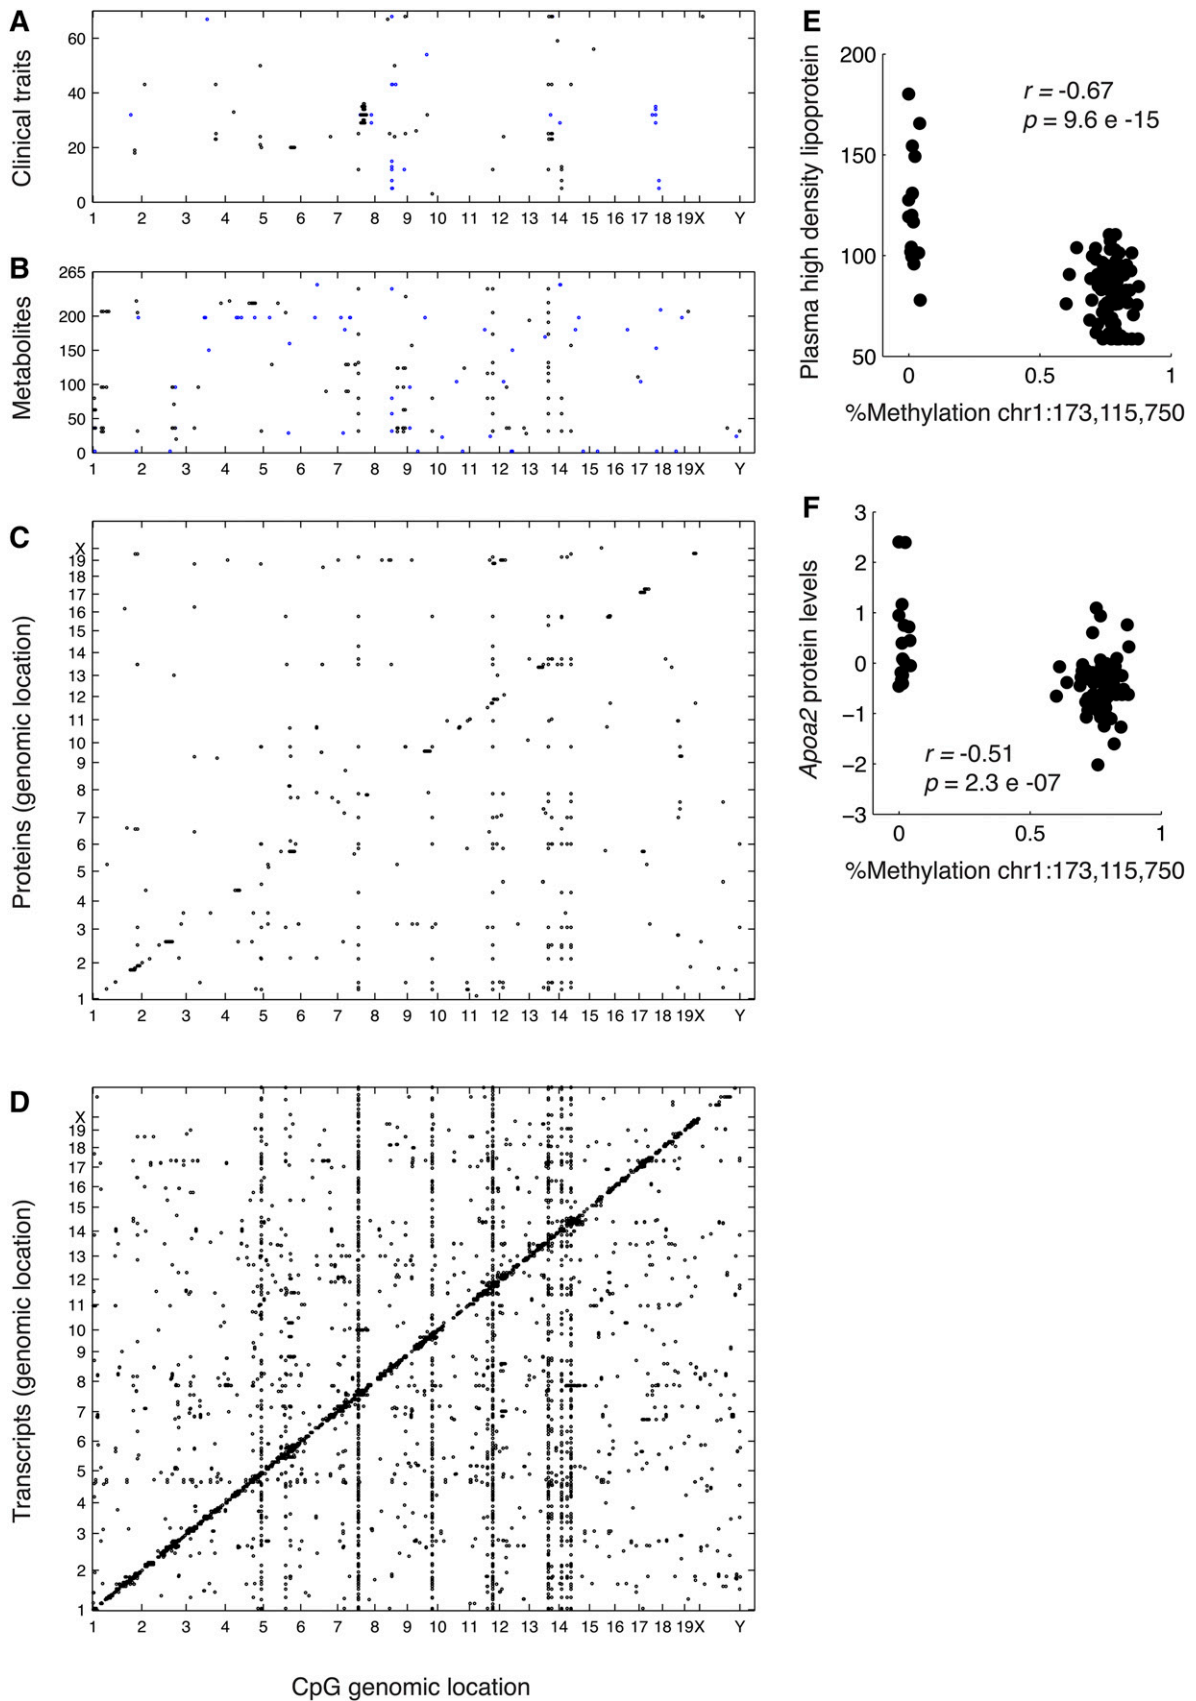 A
Clinical traits
60
40
20
0
1 2 3 4 5 6 7 8 9 10 11 12 13 14 15 16 17 18 19X Y
B
Metabolites
265
200
150
100
50
0
1 2 3 4 5 6 7 8 9 10 11 12 13 14 15 16 17 18 19X Y
C
Proteins (genomic location)
X
19
18
17
16
15
14
13
12
11
10
9
8
7
6
5
4
3
2
1
1 2 3 4 5 6 7 8 9 10 11 12 13 14 15 16 17 18 19X Y
D
Transcripts (genomic location)
X
19
18
17
16
15
14
13
12
11
10
9
8
7
6
5
4
3
2
1
1 2 3 4 5 6 7 8 9 10 11 12 13 14 15 16 17 18 19X Y
CpG genomic location
E
Plasma high density lipoprotein
200
150
100
50
r = -0.67
p = 9.6 e -15
0 0.5 1
%Methylation chr1:173,115,750
F
Apoa2 protein levels
3
2
1
0
−1
−2
−3
r = -0.51
p = 2.3 e -07
0 0.5 1
%Methylation chr1:173,115,750